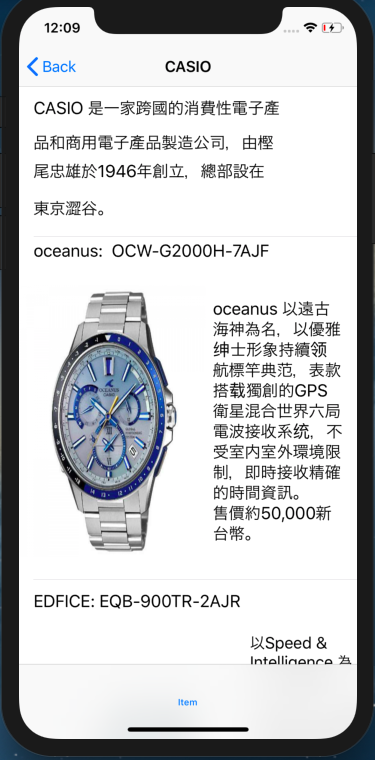 12:09
Back
CASIO
CASIO 是一家跨國的消費性電子產
品和商用電子產品製造公司，由樫
尾忠雄於1946年創立，總部設在
東京澀谷。
oceanus:  OCW-G2000H-7AJF
OCEANUS
CASIO
oceanus 以遠古
海神為名，以優雅
绅士形象持續领
航標竿典范，表款
搭载獨創的GPS
衛星混合世界六局
電波接收系统，不
受室内室外環境限
制，即時接收精確
的時間資訊。
售價約50,000新
台幣。
EDFICE: EQB-900TR-2AJR
以Speed &
Intelligence 為
Item